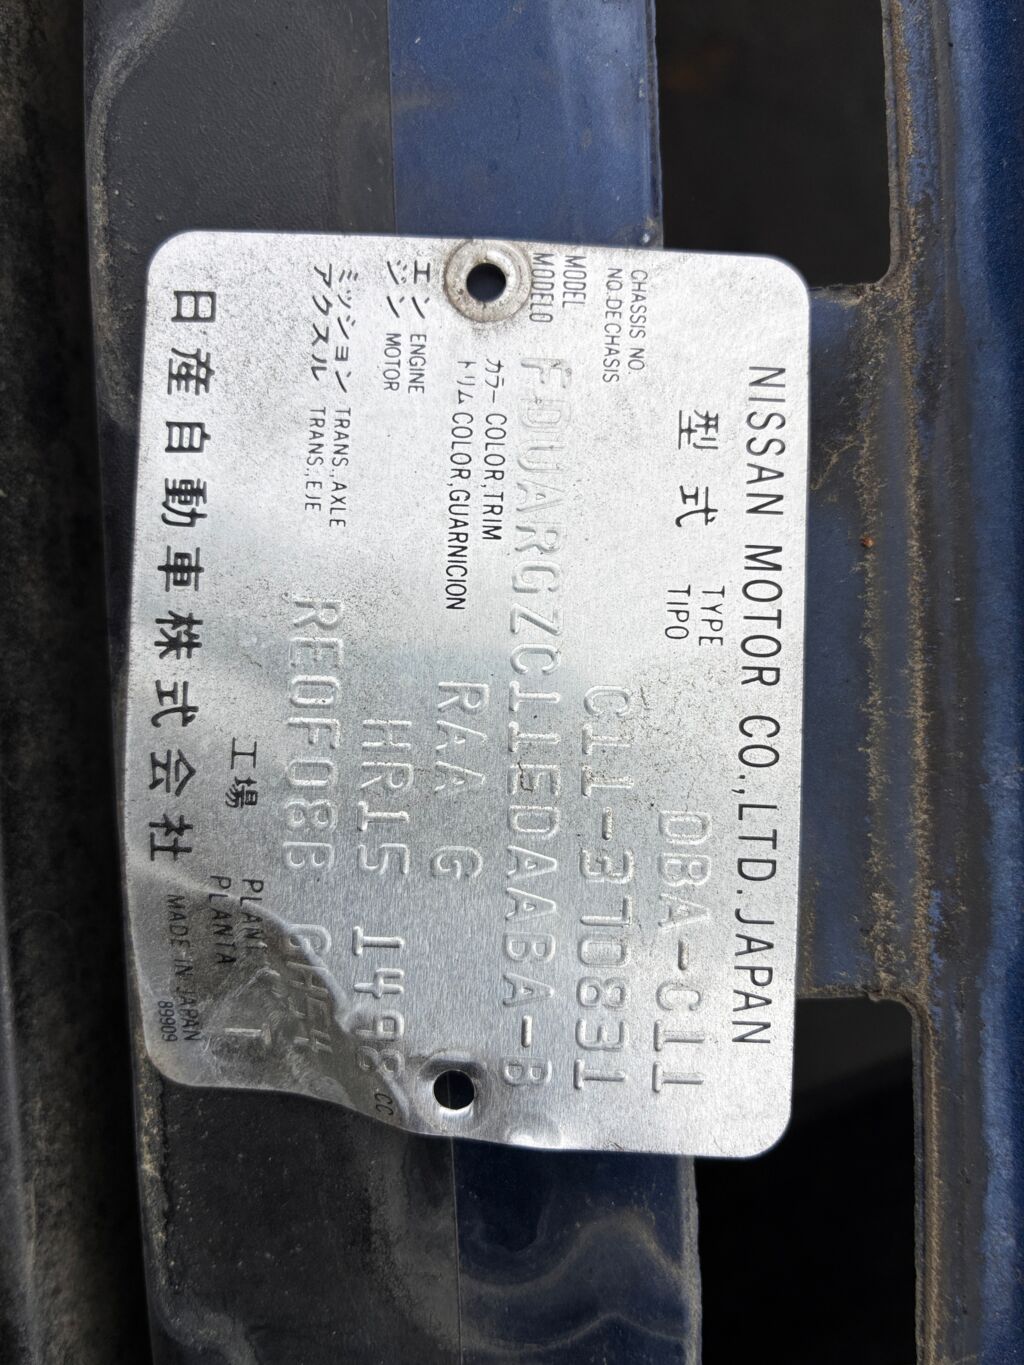 NISSAN MOTOR CO.,LTD. JAPAN
型式 TYPE TIPO DBA-C11
CHASSIS NO. NO.DE CHASIS C11-370831
MODEL MODELO FDUARGZC11EDAABA-B
カラー COLOR,TRIM トリム COLOR,GUARNICION RAA G
エンジン ENGINE MOTOR HR15 1498 CC
ミッション アクスル TRANS.,AXLE TRANS.,EJE RE0F08B GH54
工場 PLANT PLANTA
日産自動車株式会社 MADE IN JAPAN 89909